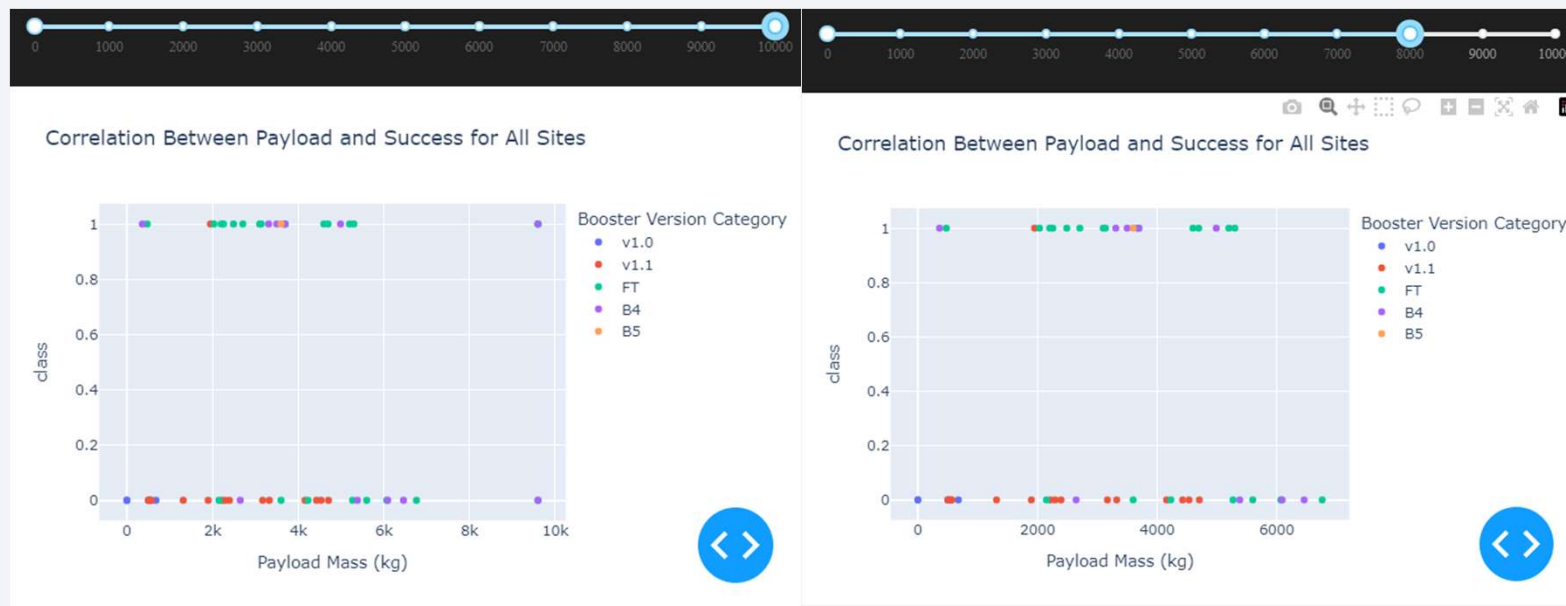 0 1000 2000 3000 4000 5000 6000 7000 8000 9000 10000
Correlation Between Payload and Success for All Sites
Booster Version Category
v1.0
v1.1
FT
B4
B5
1
0.8
0.6
0.4
0.2
0
class
0 2k 4k 6k 8k 10k
Payload Mass (kg)
0 1000 2000 3000 4000 5000 6000 7000 8000 9000 1000
Correlation Between Payload and Success for All Sites
Booster Version Category
v1.0
v1.1
FT
B4
B5
1
0.8
0.6
0.4
0.2
0
class
0 2000 4000 6000
Payload Mass (kg)